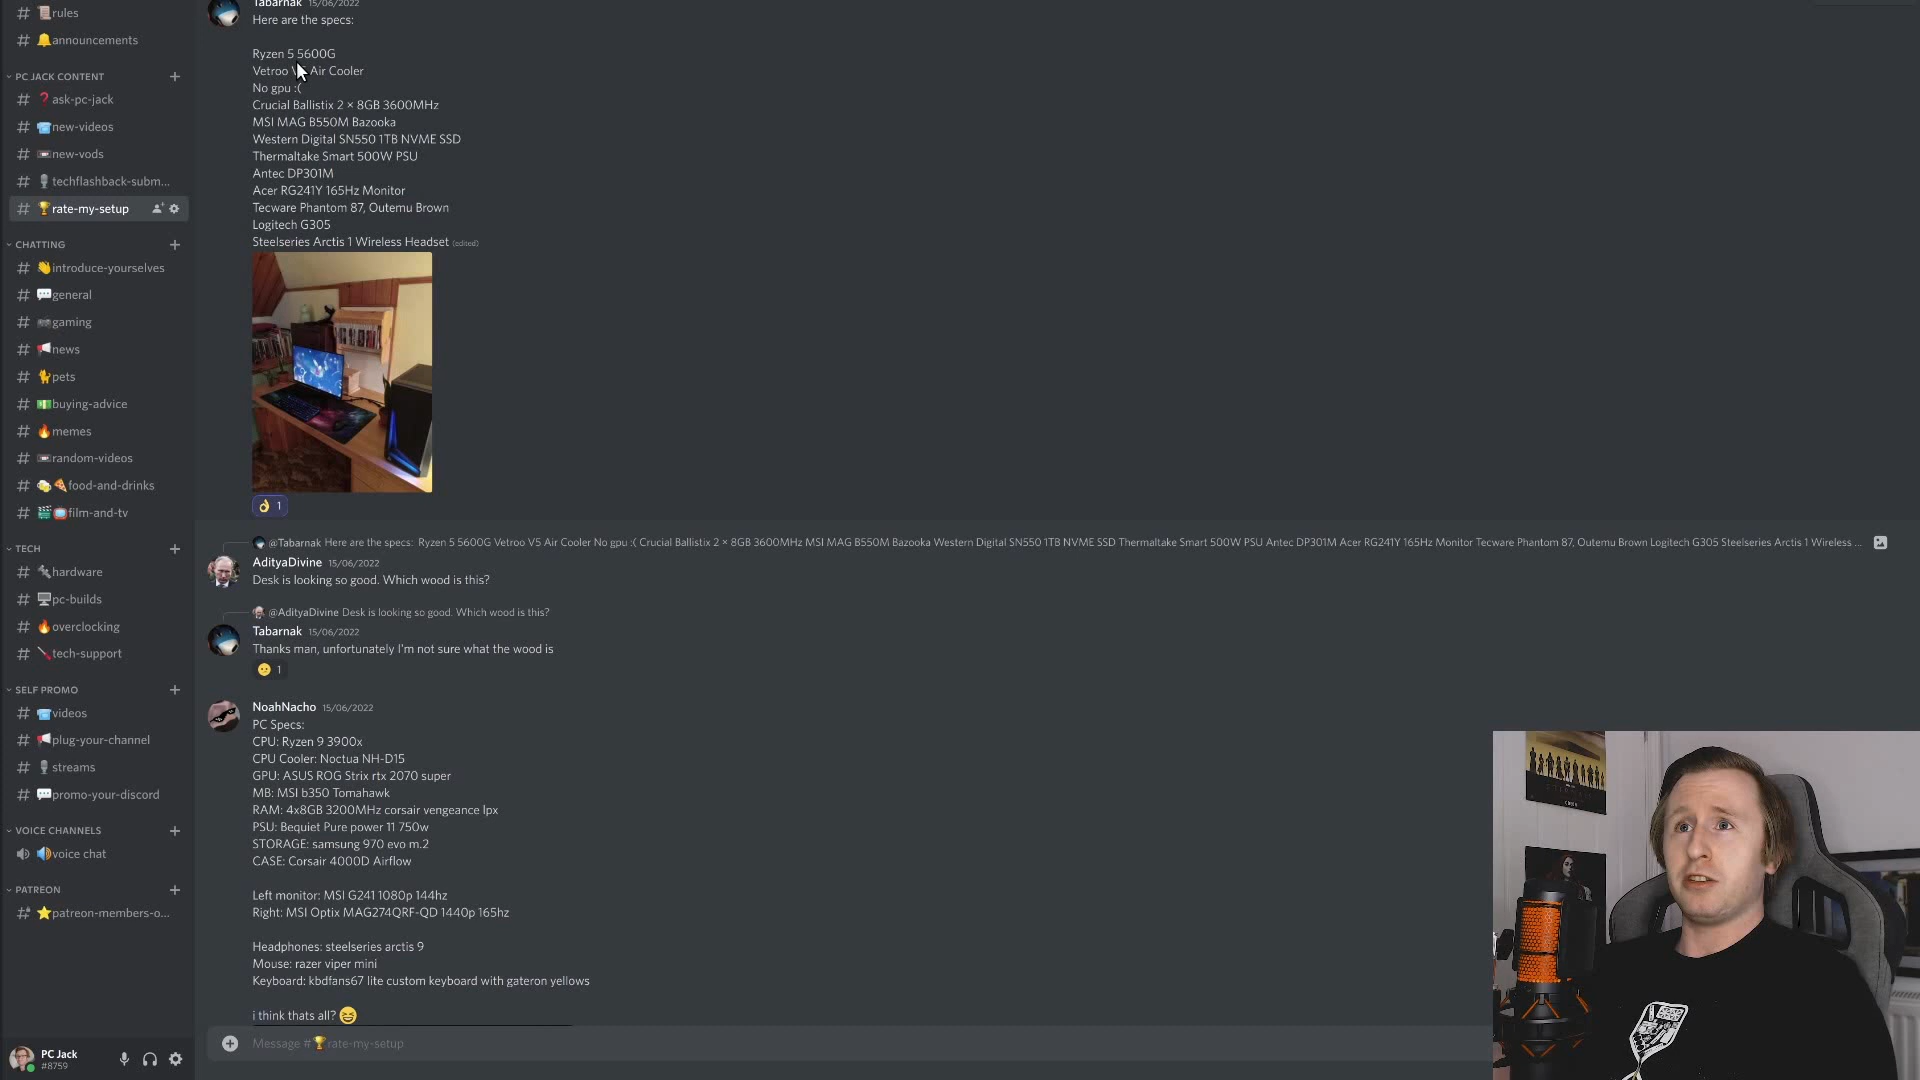 rules
announcements
PC JACK CONTENT
ask-pc-jack
new-videos
new-vods
techflashback-subm...
rate-my-setup
CHATTING
introduce-yourselves
general
gaming
news
pets
buying-advice
memes
random-videos
food-and-drinks
film-and-tv
TECH
hardware
pc-builds
overclocking
tech-support
SELF PROMO
videos
plug-your-channel
streams
promo-your-discord
VOICE CHANNELS
voice chat
PATREON
patreon-members-o...
PC Jack
#8759
Tabarnak 15/06/2022
Here are the specs:
Ryzen 5 5600G
Vetroo Air Cooler
No gpu :(
Crucial Ballistix 2 × 8GB 3600MHz
MSI MAG B550M Bazooka
Western Digital SN550 1TB NVME SSD
Thermaltake Smart 500W PSU
Antec DP301M
Acer RG241Y 165Hz Monitor
Tecware Phantom 87, Outemu Brown
Logitech G305
Steelseries Arctis 1 Wireless Headset (edited)
1
@Tabarnak Here are the specs: Ryzen 5 5600G Vetroo V5 Air Cooler No gpu :( Crucial Ballistix 2 × 8GB 3600MHz MSI MAG B550M Bazooka Western Digital SN550 1TB NVME SSD Thermaltake Smart 500W PSU Antec DP301M Acer RG241Y 165Hz Monitor Tecware Phantom 87, Outemu Brown Logitech G305 Steelseries Arctis 1 Wireless ...
AdityaDivine 15/06/2022
Desk is looking so good. Which wood is this?
@AdityaDivine Desk is looking so good. Which wood is this?
Tabarnak 15/06/2022
Thanks man, unfortunately I'm not sure what the wood is
1
NoahNacho 15/06/2022
PC Specs:
CPU: Ryzen 9 3900x
CPU Cooler: Noctua NH-D15
GPU: ASUS ROG Strix rtx 2070 super
MB: MSI b350 Tomahawk
RAM: 4x8GB 3200MHz corsair vengeance lpx
PSU: Bequiet Pure power 11 750w
STORAGE: samsung 970 evo m.2
CASE: Corsair 4000D Airflow
Left monitor: MSI G241 1080p 144hz
Right: MSI Optix MAG274QRF-QD 1440p 165hz
Headphones: steelseries arctis 9
Mouse: razer viper mini
Keyboard: kbdfans67 lite custom keyboard with gateron yellows
i think thats all?
Message #🏆rate-my-setup